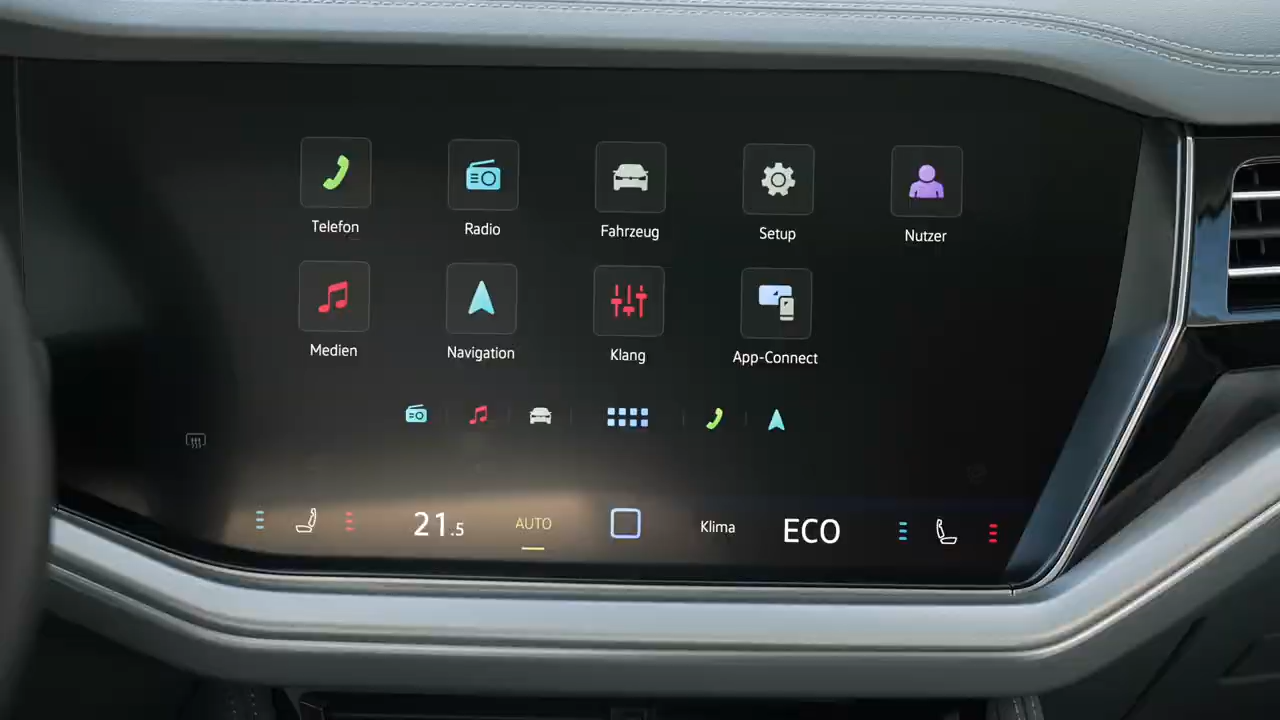 Telefon
Radio
Fahrzeug
Setup
Nutzer
Medien
Navigation
Klang
App-Connect
21.5
AUTO
Klima
ECO